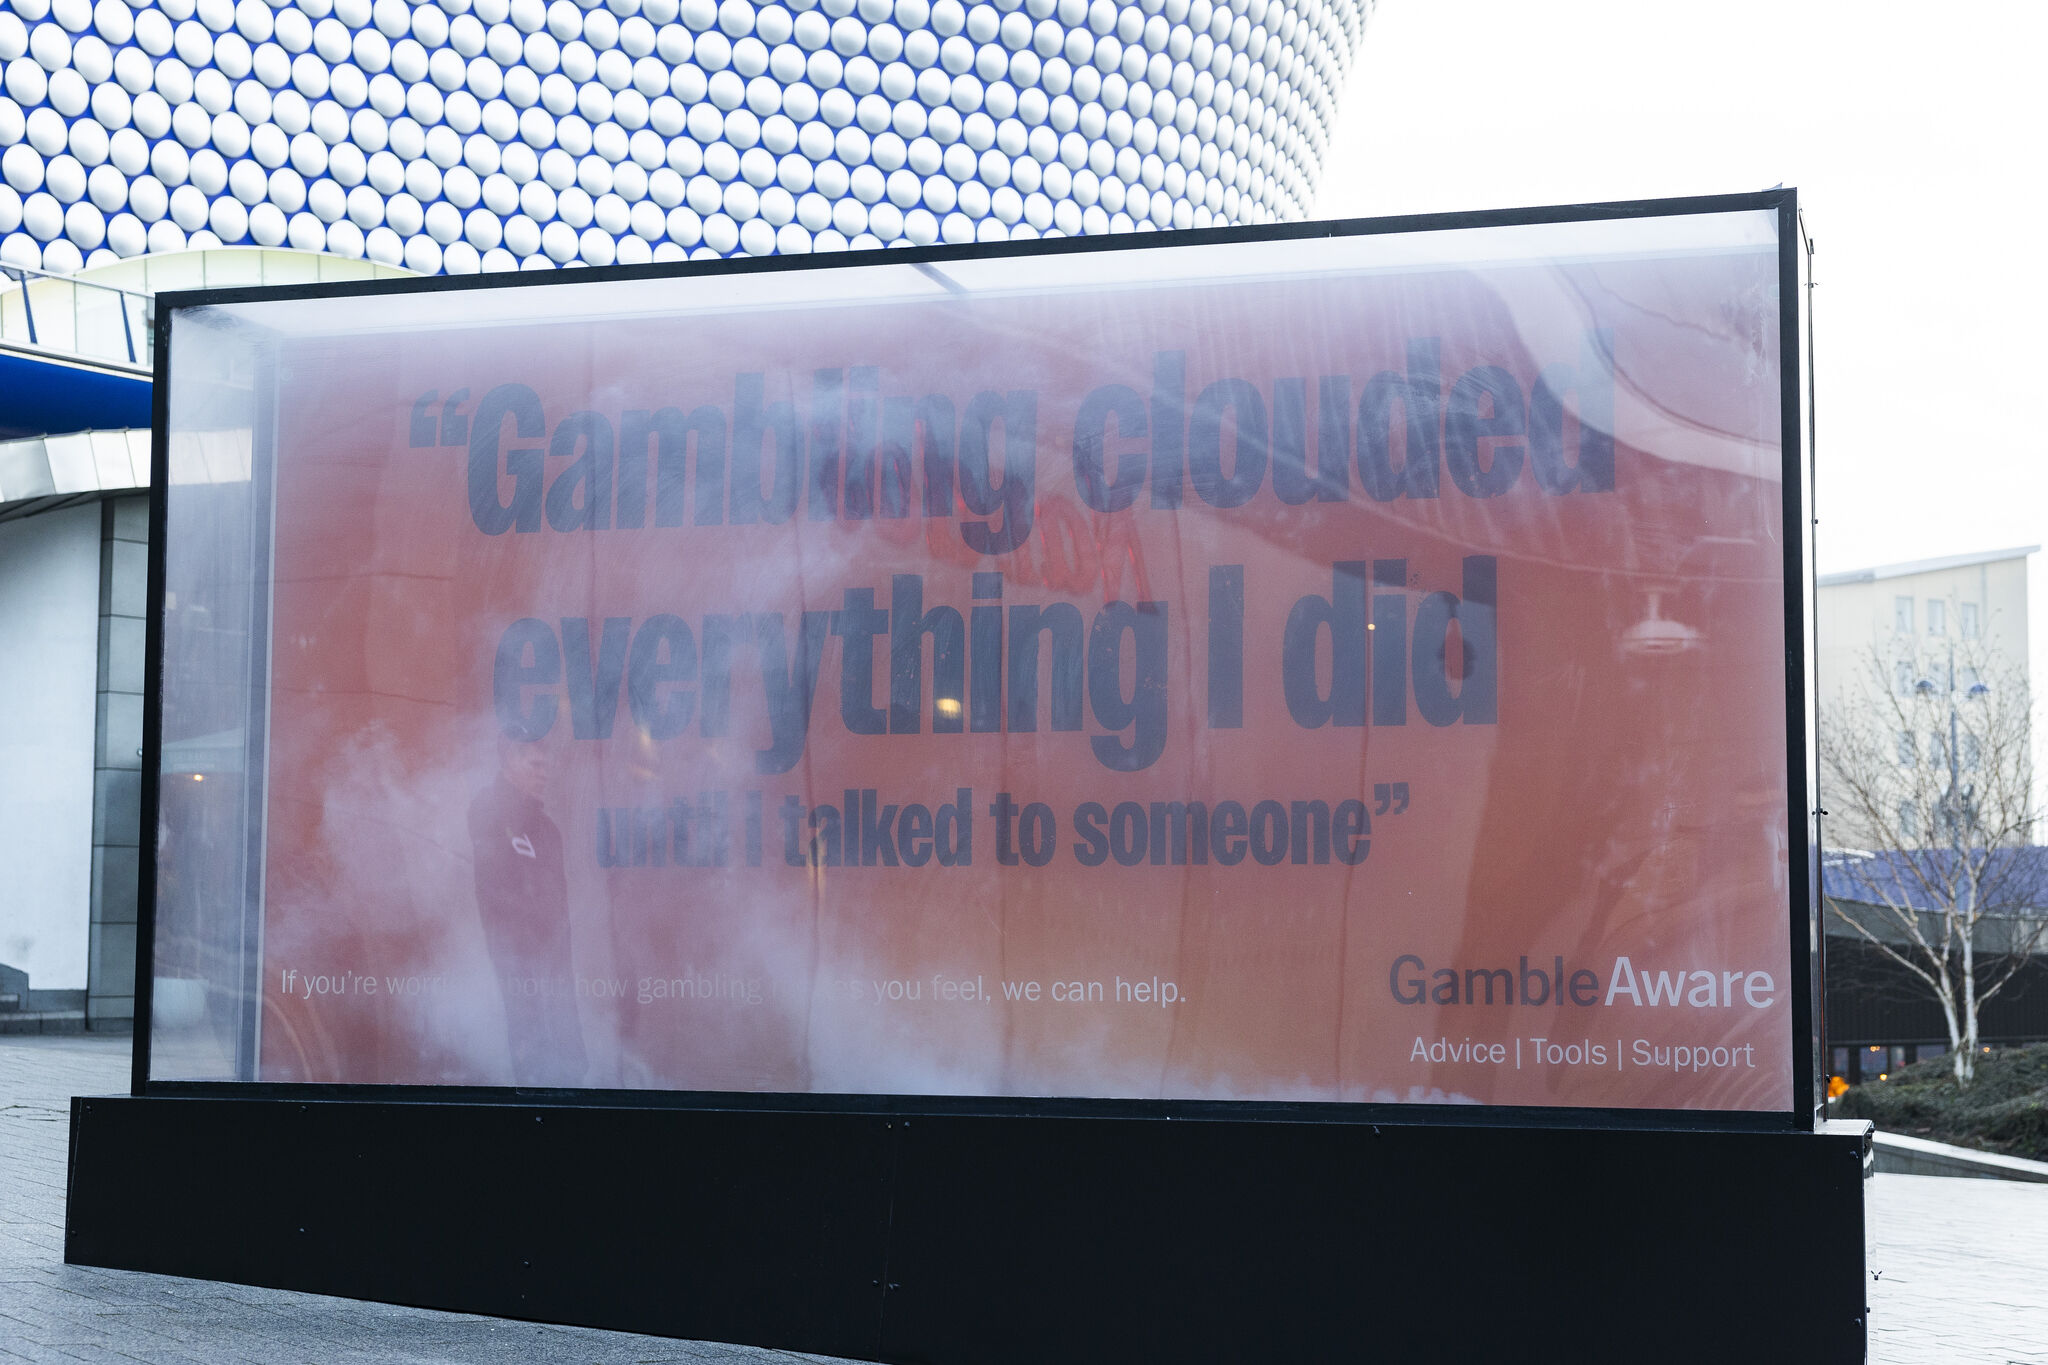 “Gambling clouded
everything I did
until I talked to someone”
If you’re worried about how gambling makes you feel, we can help.
GambleAware
Advice | Tools | Support